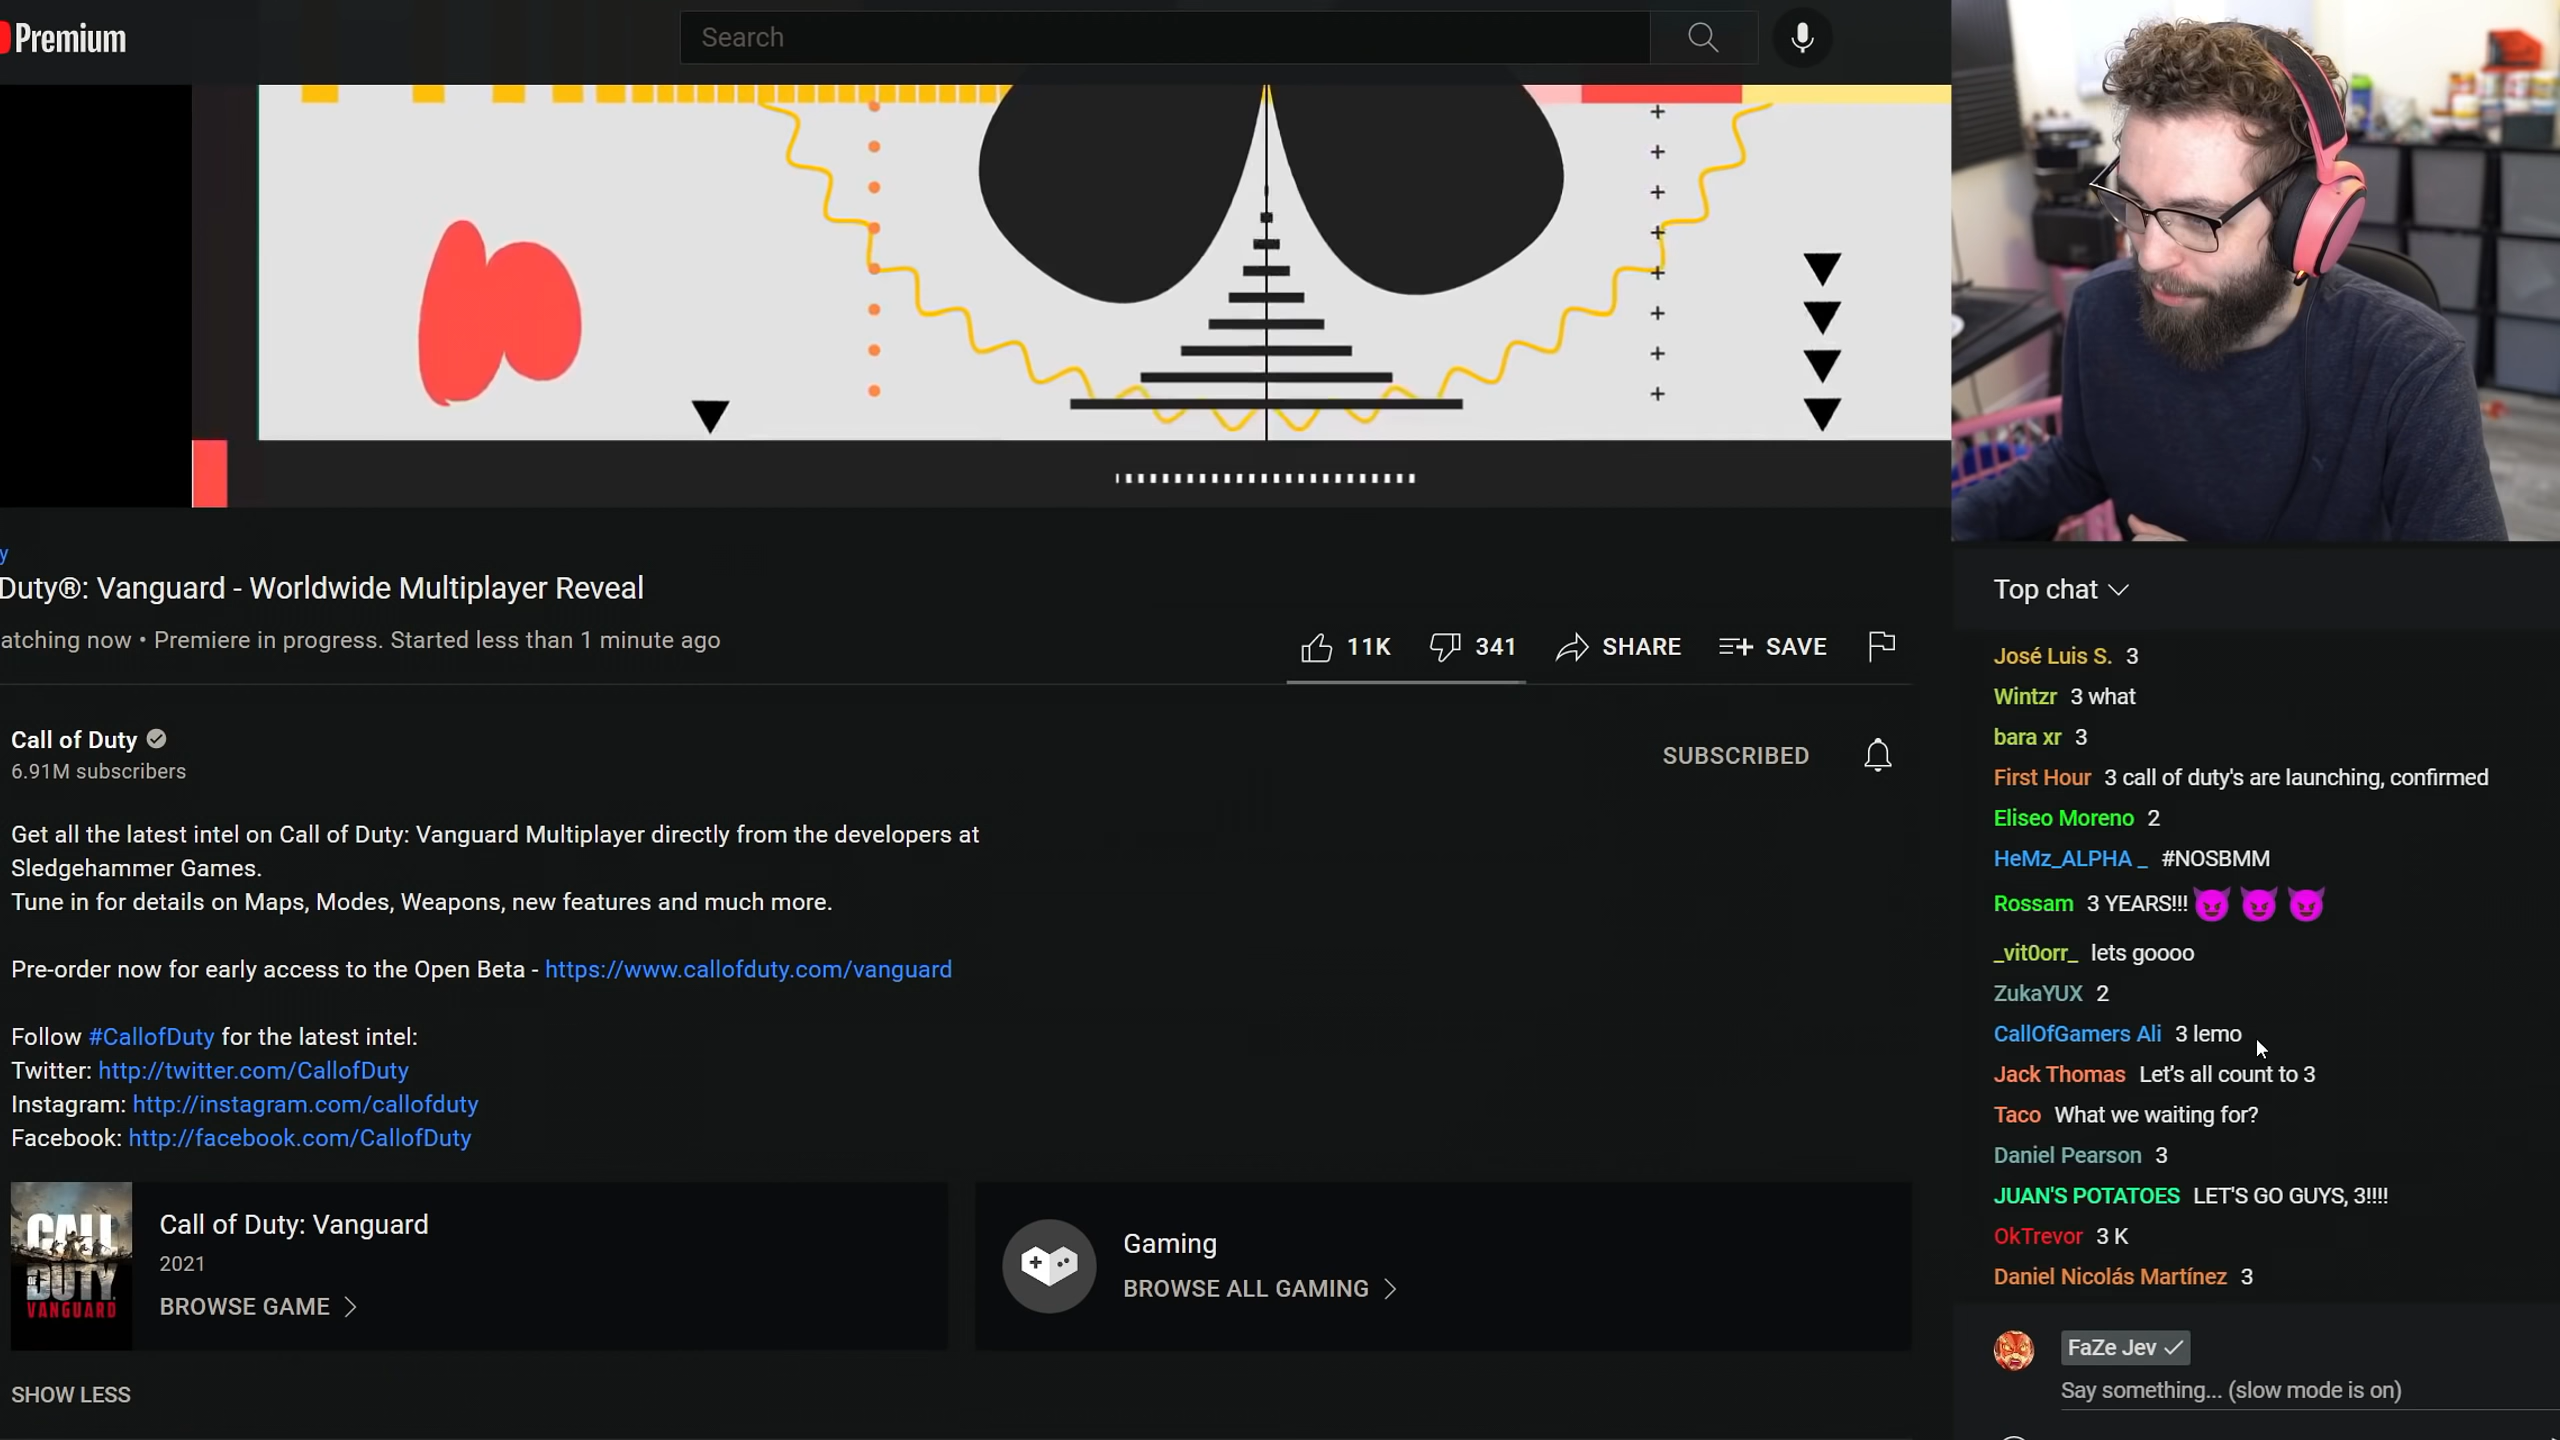 Premium
Search
y
Duty®: Vanguard - Worldwide Multiplayer Reveal
atching now • Premiere in progress. Started less than 1 minute ago
11K
341
SHARE
SAVE
Call of Duty
6.91M subscribers
SUBSCRIBED
Get all the latest intel on Call of Duty: Vanguard Multiplayer directly from the developers at
Sledgehammer Games.
Tune in for details on Maps, Modes, Weapons, new features and much more.
Pre-order now for early access to the Open Beta - https://www.callofduty.com/vanguard
Follow #CallofDuty for the latest intel:
Twitter: http://twitter.com/CallofDuty
Instagram: http://instagram.com/callofduty
Facebook: http://facebook.com/CallofDuty
CALL
OF
DUTY
VANGUARD
Call of Duty: Vanguard
2021
BROWSE GAME
Gaming
BROWSE ALL GAMING
SHOW LESS
Top chat
José Luis S. 3
Wintzr 3 what
bara xr 3
First Hour 3 call of duty's are launching, confirmed
Eliseo Moreno 2
HeMz_ALPHA _ #NOSBMM
Rossam 3 YEARS!!! 😈 😈 😈
_vit0orr_ lets goooo
ZukaYUX 2
CallOfGamers Ali 3 lemo
Jack Thomas Let's all count to 3
Taco What we waiting for?
Daniel Pearson 3
JUAN'S POTATOES LET'S GO GUYS, 3!!!!
OkTrevor 3 K
Daniel Nicolás Martínez 3
FaZe Jev
Say something... (slow mode is on)